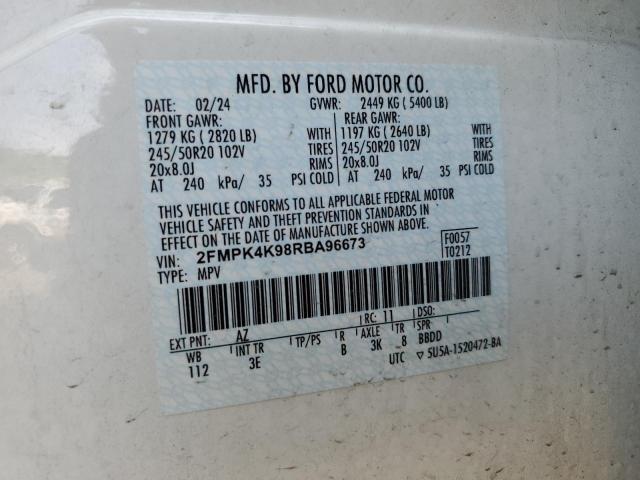 MFD. BY FORD MOTOR CO.
DATE: 02/24 GVWR: 2449 KG ( 5400 LB)
FRONT GAWR: REAR GAWR:
1279 KG ( 2820 LB) WITH 1197 KG ( 2640 LB) WITH
245/50R20 102V TIRES 245/50R20 102V TIRES
20x8.0J RIMS 20x8.0J RIMS
AT 240 kPa/ 35 PSI COLD AT 240 kPa/ 35 PSI COLD
THIS VEHICLE CONFORMS TO ALL APPLICABLE FEDERAL MOTOR
VEHICLE SAFETY AND THEFT PREVENTION STANDARDS IN
EFFECT ON THE DATE OF MANUFACTURE SHOWN ABOVE.
VIN: 2FMPK4K98RBA96673 F0057
TYPE: MPV T0212
EXT PNT: AZ RC: 11 DSO:
WB INT TR TP/PS R AXLE TR SPR
112 3E B 3K 8 BBDD
UTC ▽ 5U5A-1520472-BA